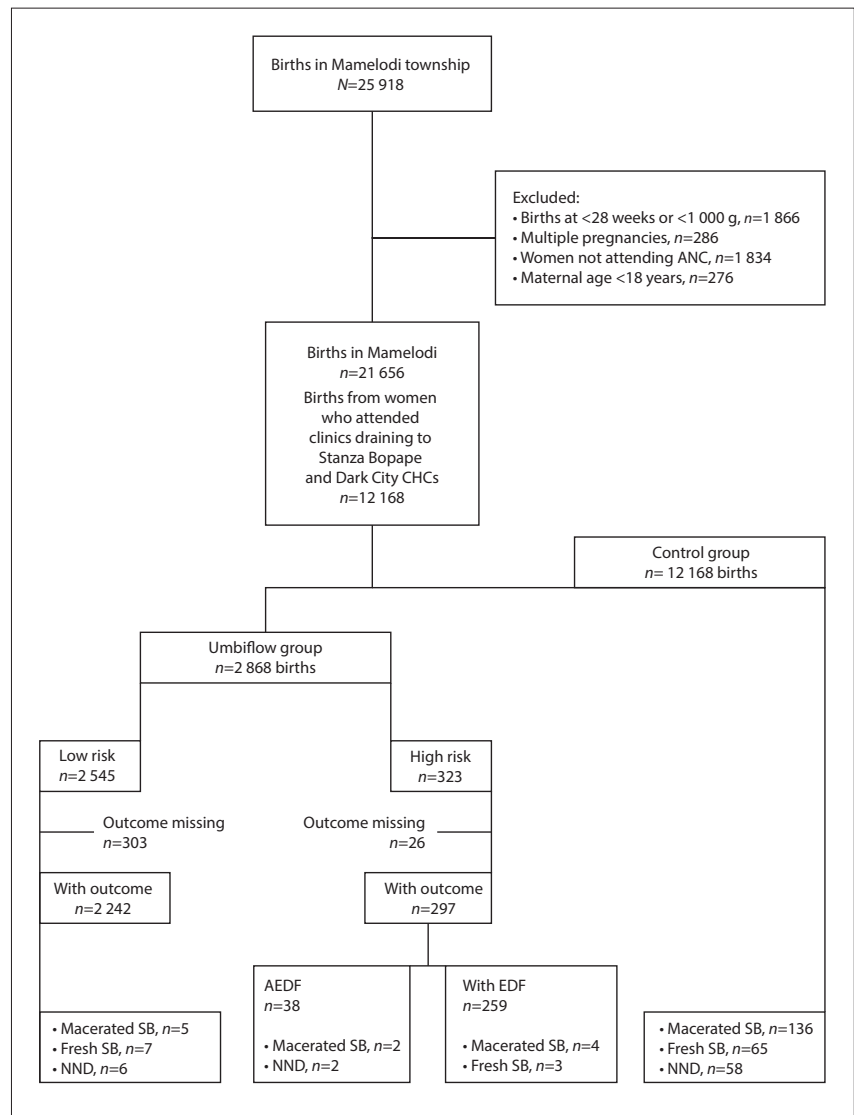 Births in Mamelodi township
N=25 918
Excluded:
• Births at <28 weeks or <1 000 g, n=1 866
• Multiple pregnancies, n=286
• Women not attending ANC, n=1 834
• Maternal age <18 years, n=276
Births in Mamelodi
n=21 656
Births from women
who attended
clinics draining to
Stanza Bopape
and Dark City CHCs
n=12 168
Control group
n= 12 168 births
Umbiflow group
n=2 868 births
Low risk
n=2 545
High risk
n=323
Outcome missing
n=303
Outcome missing
n=26
With outcome
n=2 242
With outcome
n=297
AEDF
n=38
• Macerated SB, n=2
• NND, n=2
With EDF
n=259
• Macerated SB, n=4
• Fresh SB, n=3
• Macerated SB, n=5
• Fresh SB, n=7
• NND, n=6
• Macerated SB, n=136
• Fresh SB, n=65
• NND, n=58